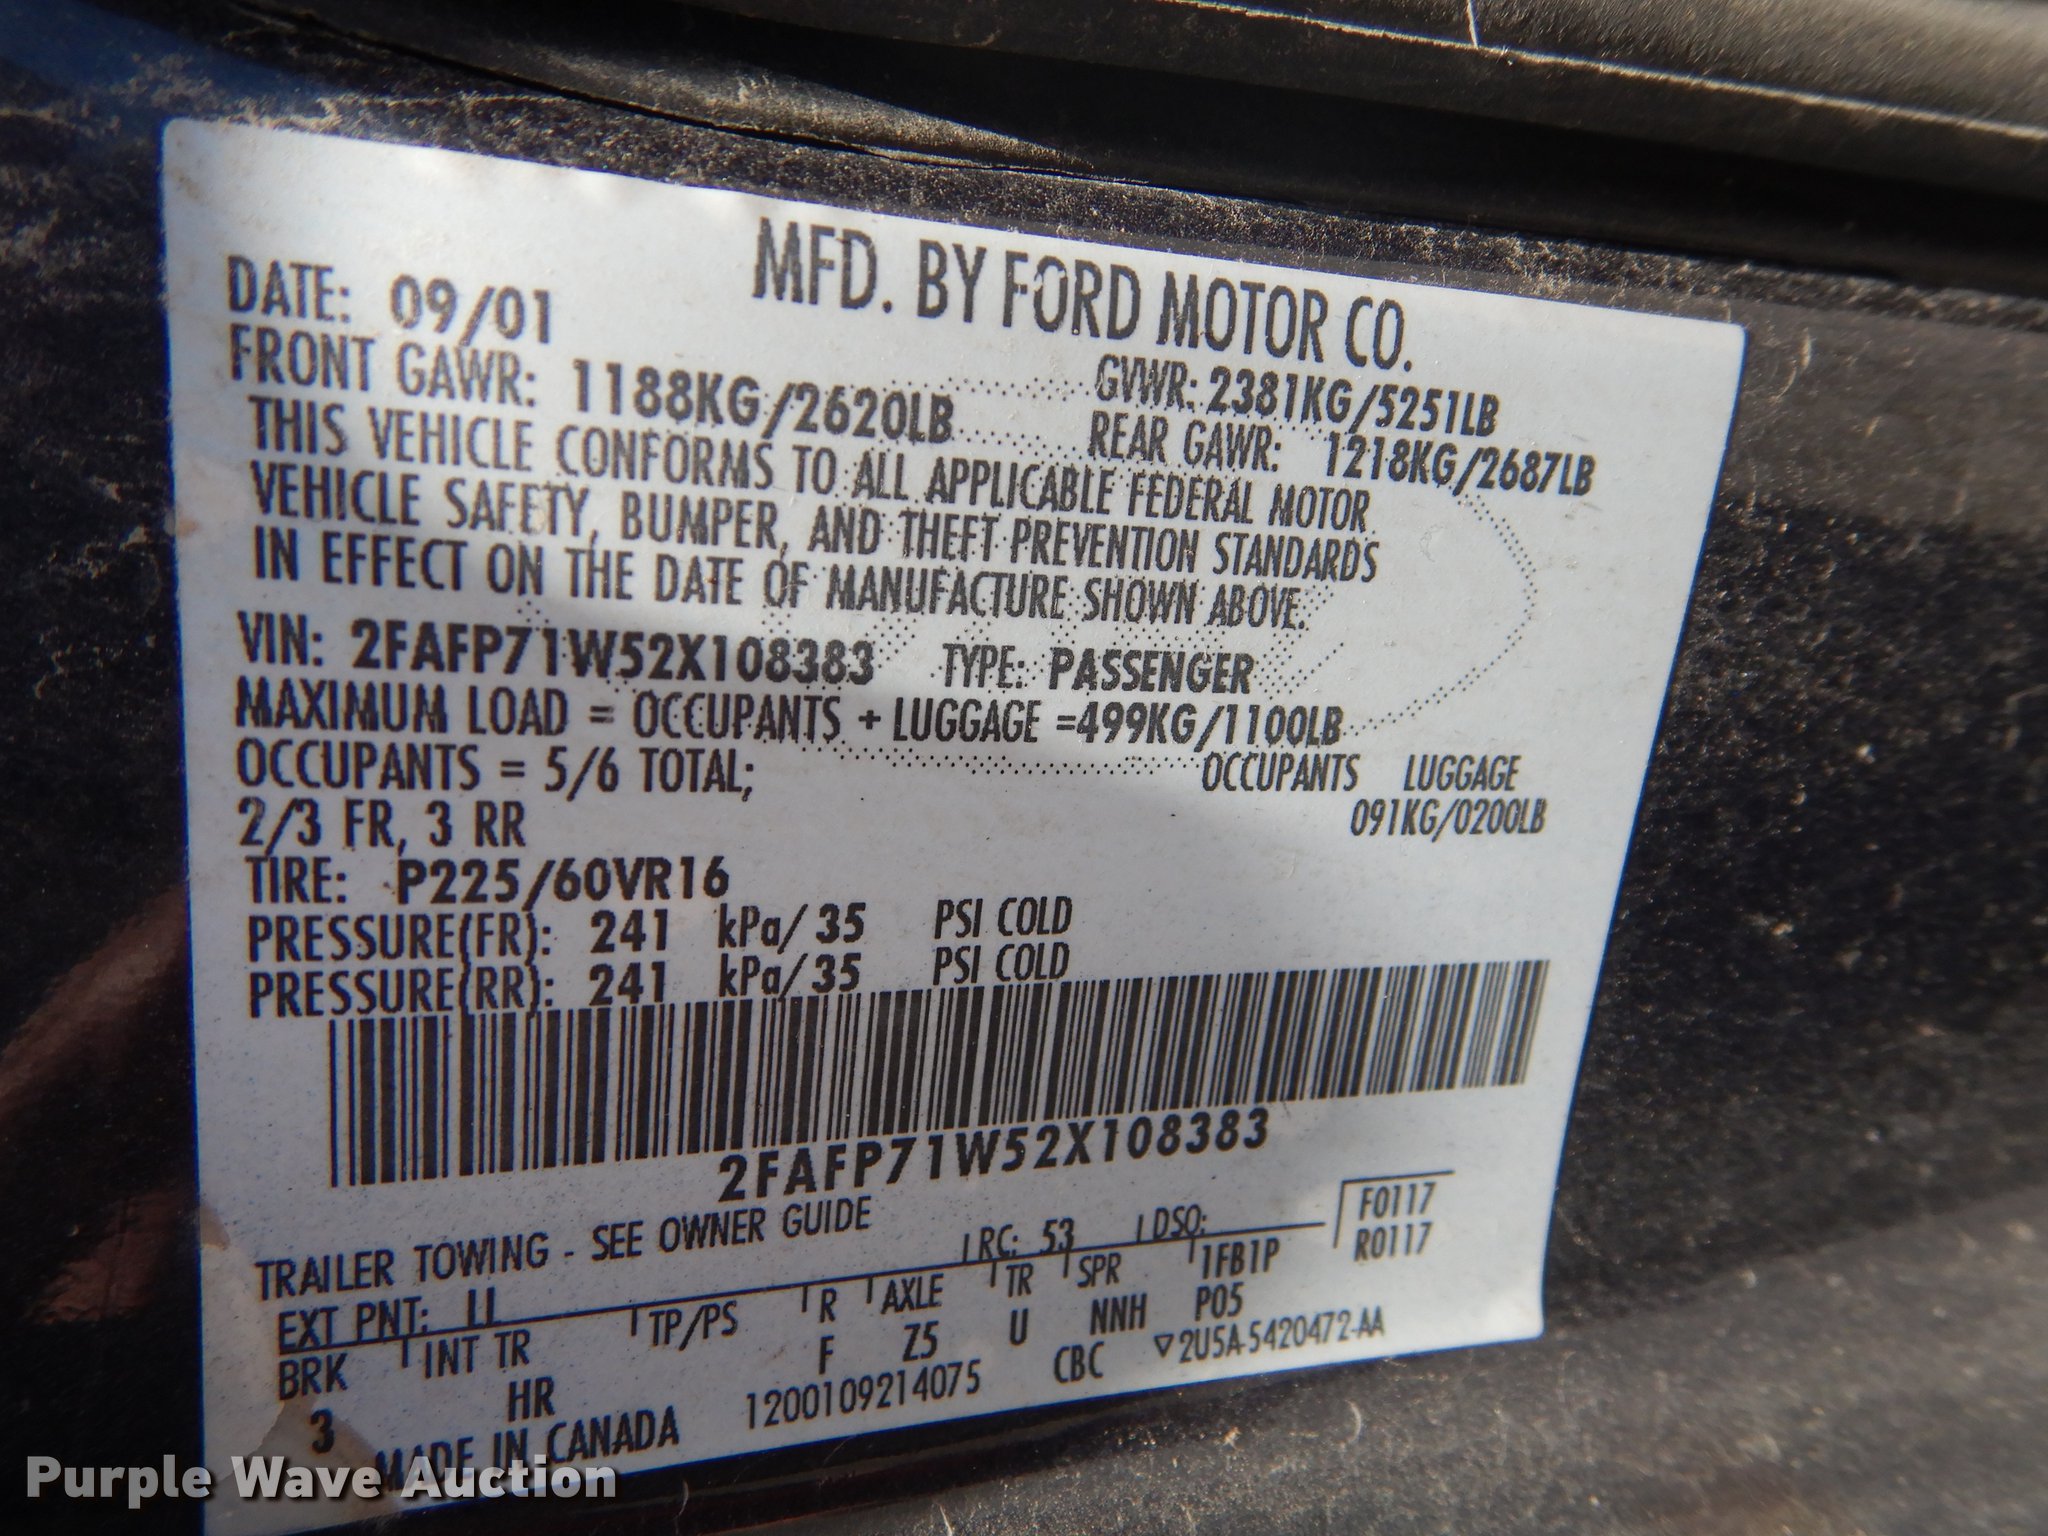 MFD. BY FORD MOTOR CO.
DATE: 09/01 GVWR: 2381KG/5251LB
FRONT GAWR: 1188KG/2620LB REAR GAWR: 1218KG/2687LB
THIS VEHICLE CONFORMS TO ALL APPLICABLE FEDERAL MOTOR
VEHICLE SAFETY, BUMPER, AND THEFT PREVENTION STANDARDS
IN EFFECT ON THE DATE OF MANUFACTURE SHOWN ABOVE.
VIN: 2FAFP71W52X108383 TYPE: PASSENGER
MAXIMUM LOAD = OCCUPANTS + LUGGAGE =499KG/1100LB
OCCUPANTS = 5/6 TOTAL; OCCUPANTS LUGGAGE
2/3 FR, 3 RR 091KG/0200LB
TIRE: P225/60VR16
PRESSURE(FR): 241 kPa/35 PSI COLD
PRESSURE(RR): 241 kPa/35 PSI COLD
2FAFP71W52X108383
TRAILER TOWING - SEE OWNER GUIDE
F0117
EXT PNT: LL RC: 53 DSO: R0117
BRK INT TR TP/PS R AXLE TR SPR 1FB1P
3 HR F Z5 U NNH P05
MADE IN CANADA 1200109214075 CBC ▽2U5A-5420472-AA
Purple Wave Auction